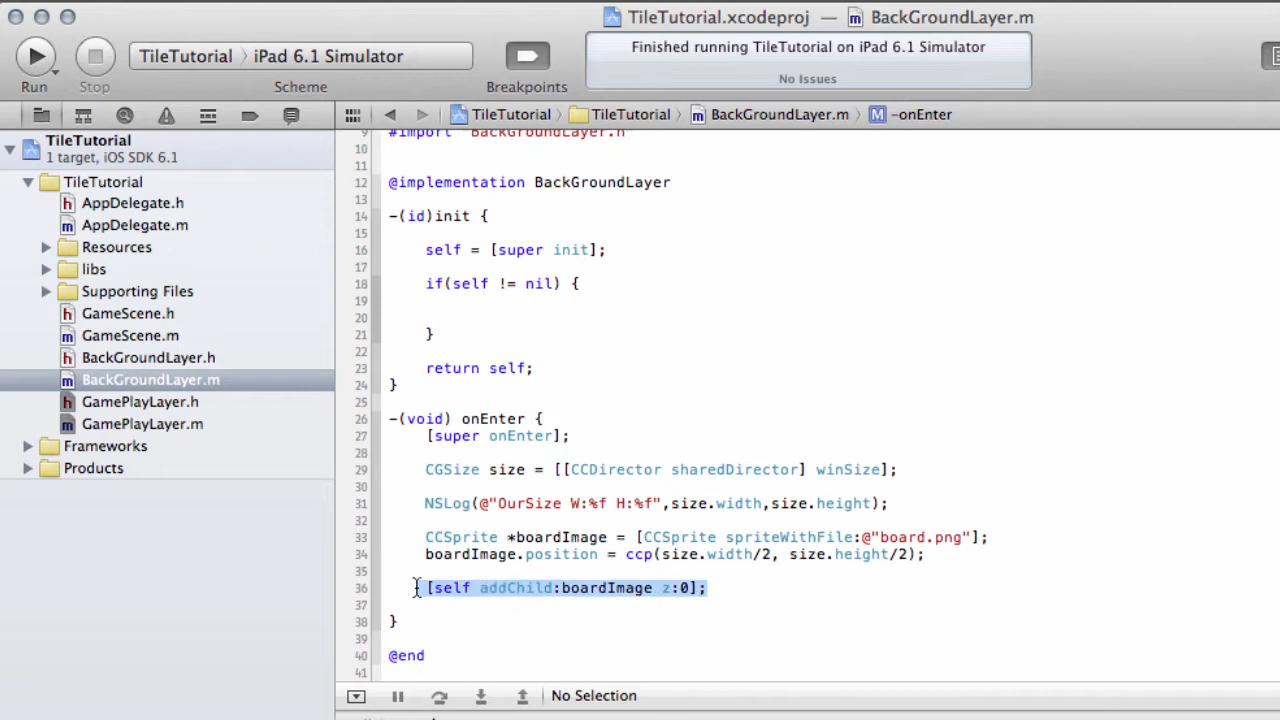 TileTutorial.xcodeproj — BackGroundLayer.m
TileTutorial › iPad 6.1 Simulator
Finished running TileTutorial on iPad 6.1 Simulator
No Issues
Run
Stop
Scheme
Breakpoints
TileTutorial
TileTutorial
BackGroundLayer.m
M
-onEnter
TileTutorial
1 target, iOS SDK 6.1
TileTutorial
h AppDelegate.h
m AppDelegate.m
Resources
libs
Supporting Files
h GameScene.h
m GameScene.m
h BackGroundLayer.h
m BackGroundLayer.m
h GamePlayLayer.h
m GamePlayLayer.m
Frameworks
Products
9 #import "BackGroundLayer.h"
10
11
12 @implementation BackGroundLayer
13
14 -(id)init {
15
16 self = [super init];
17
18 if(self != nil) {
19
20
21 }
22
23 return self;
24 }
25
26 -(void) onEnter {
27 [super onEnter];
28
29 CGSize size = [[CCDirector sharedDirector] winSize];
30
31 NSLog(@"OurSize W:%f H:%f",size.width,size.height);
32
33 CCSprite *boardImage = [CCSprite spriteWithFile:@"board.png"];
34 boardImage.position = ccp(size.width/2, size.height/2);
35
36 [self addChild:boardImage z:0];
37
38 }
39
40 @end
41
No Selection